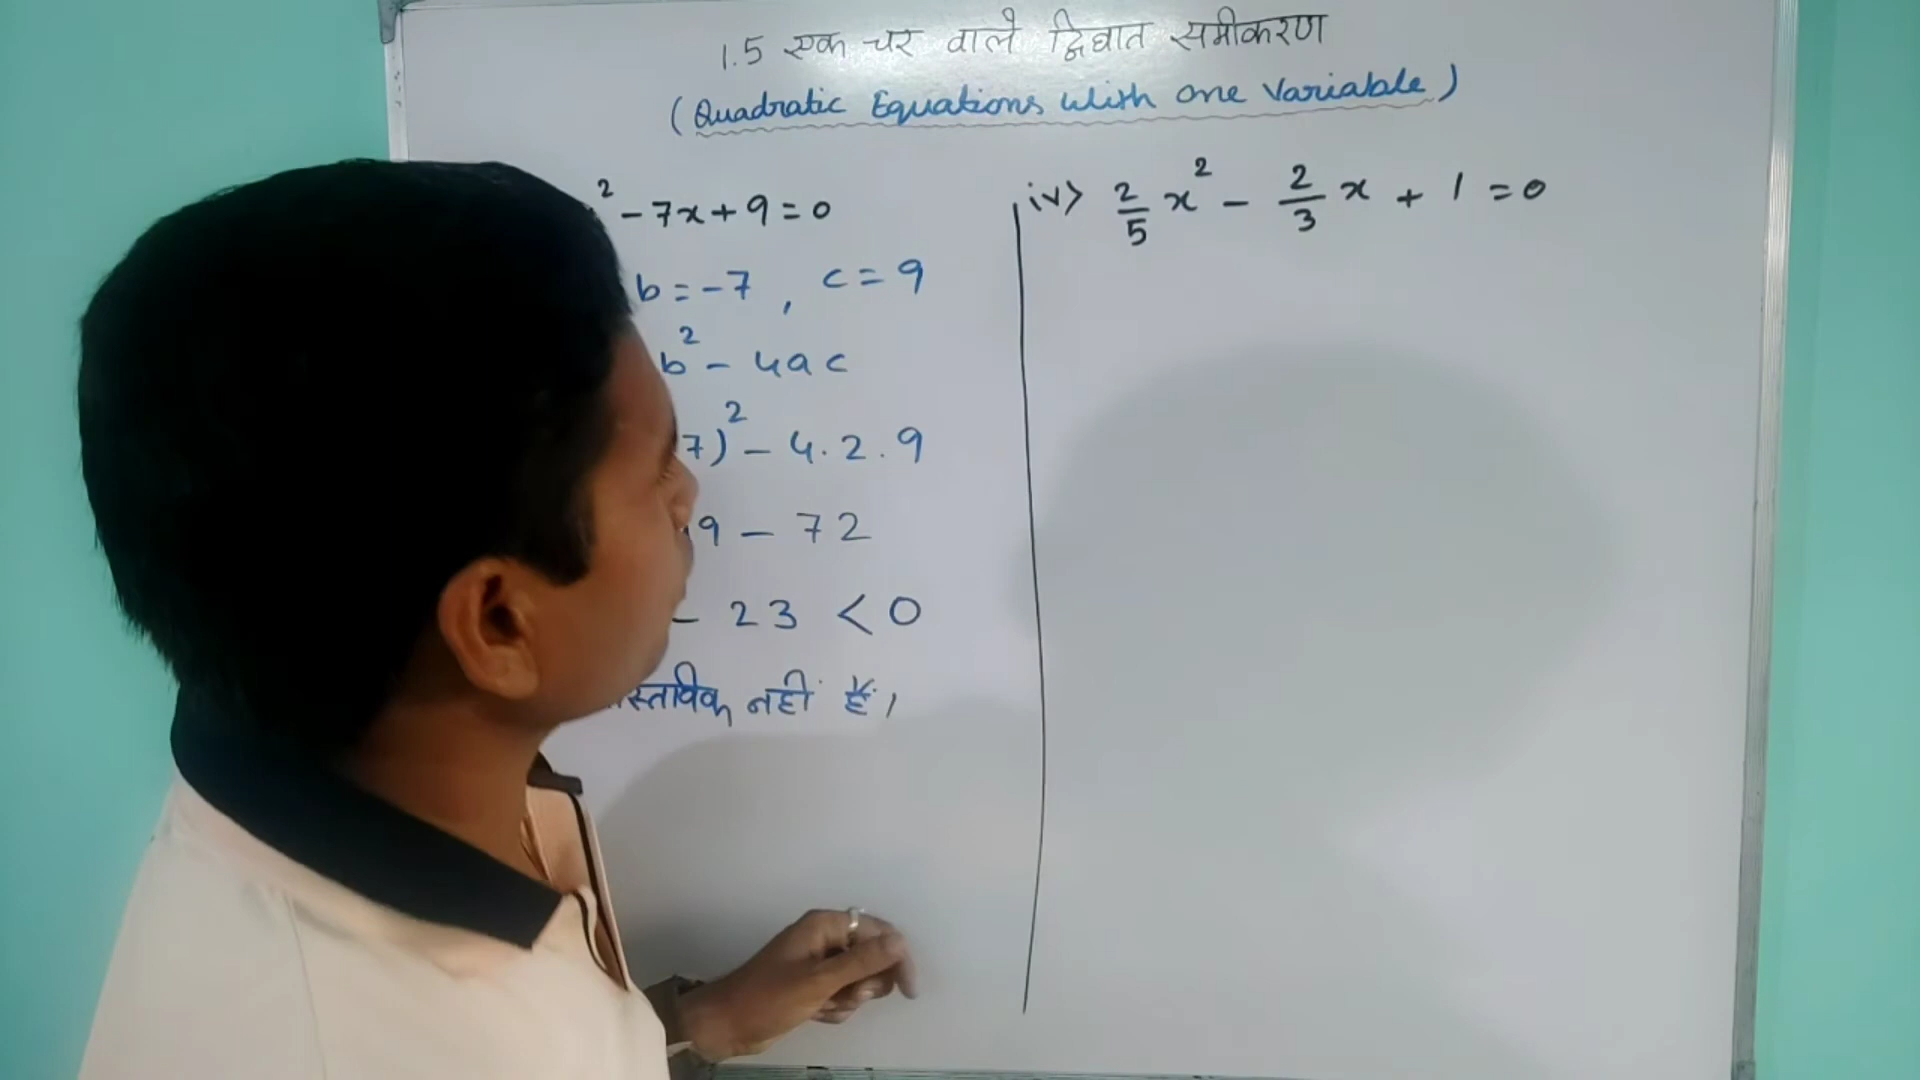 1.5 एक चर वाले द्विघात समीकरण
(Quadratic Equations with one Variable)
² - 7x + 9 = 0
b = -7 , c = 9
b² - 4ac
7)² - 4.2.9
9 - 72
- 23 < 0
स्तविक नही है।
iv> 2/5 x² - 2/3 x + 1 = 0